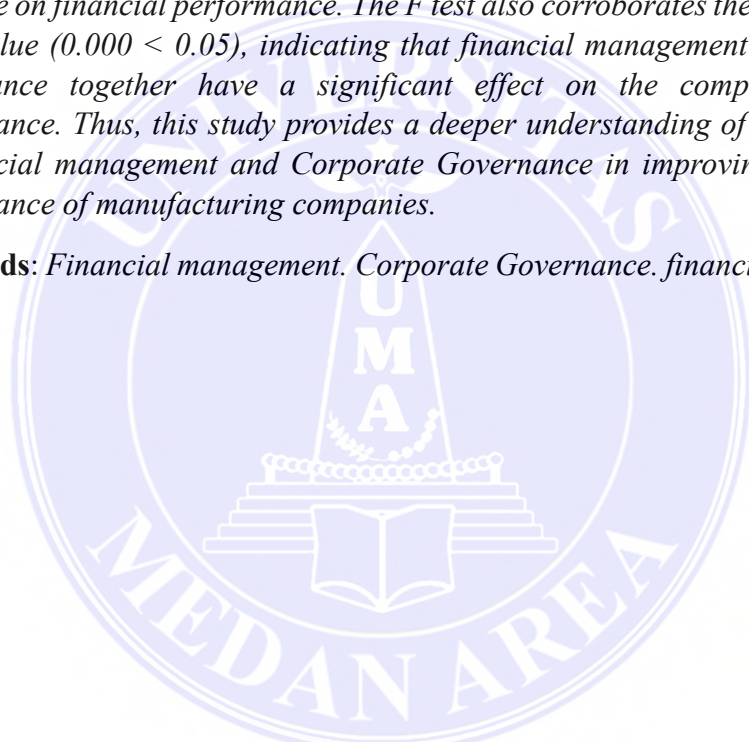 e on financial performance. The F test also corroborates the
lue (0.000 < 0.05), indicating that financial management
ance together have a significant effect on the comp
ance. Thus, this study provides a deeper understanding of
cial management and Corporate Governance in improvin
ance of manufacturing companies.
ds: Financial management. Corporate Governance. financi
UNIVERSITAS
UMA
MEDAN AREA